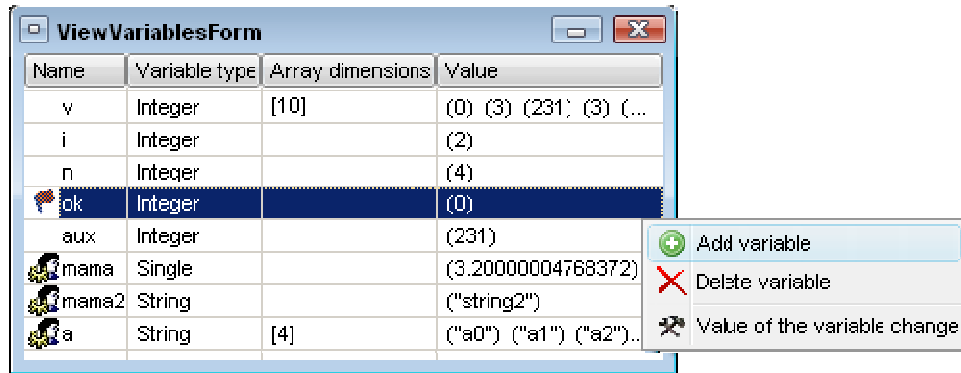 ViewVariablesForm
Name Variable type Array dimensions Value
v Integer [10] (0) (3) (231) (3) (...
i Integer (2)
n Integer (4)
ok Integer (0)
aux Integer (231)
mama Single (3.20000004768372)
mama2 String ("string2")
a String [4] ("a0") ("a1") ("a2")...
Add variable
Delete variable
Value of the variable change